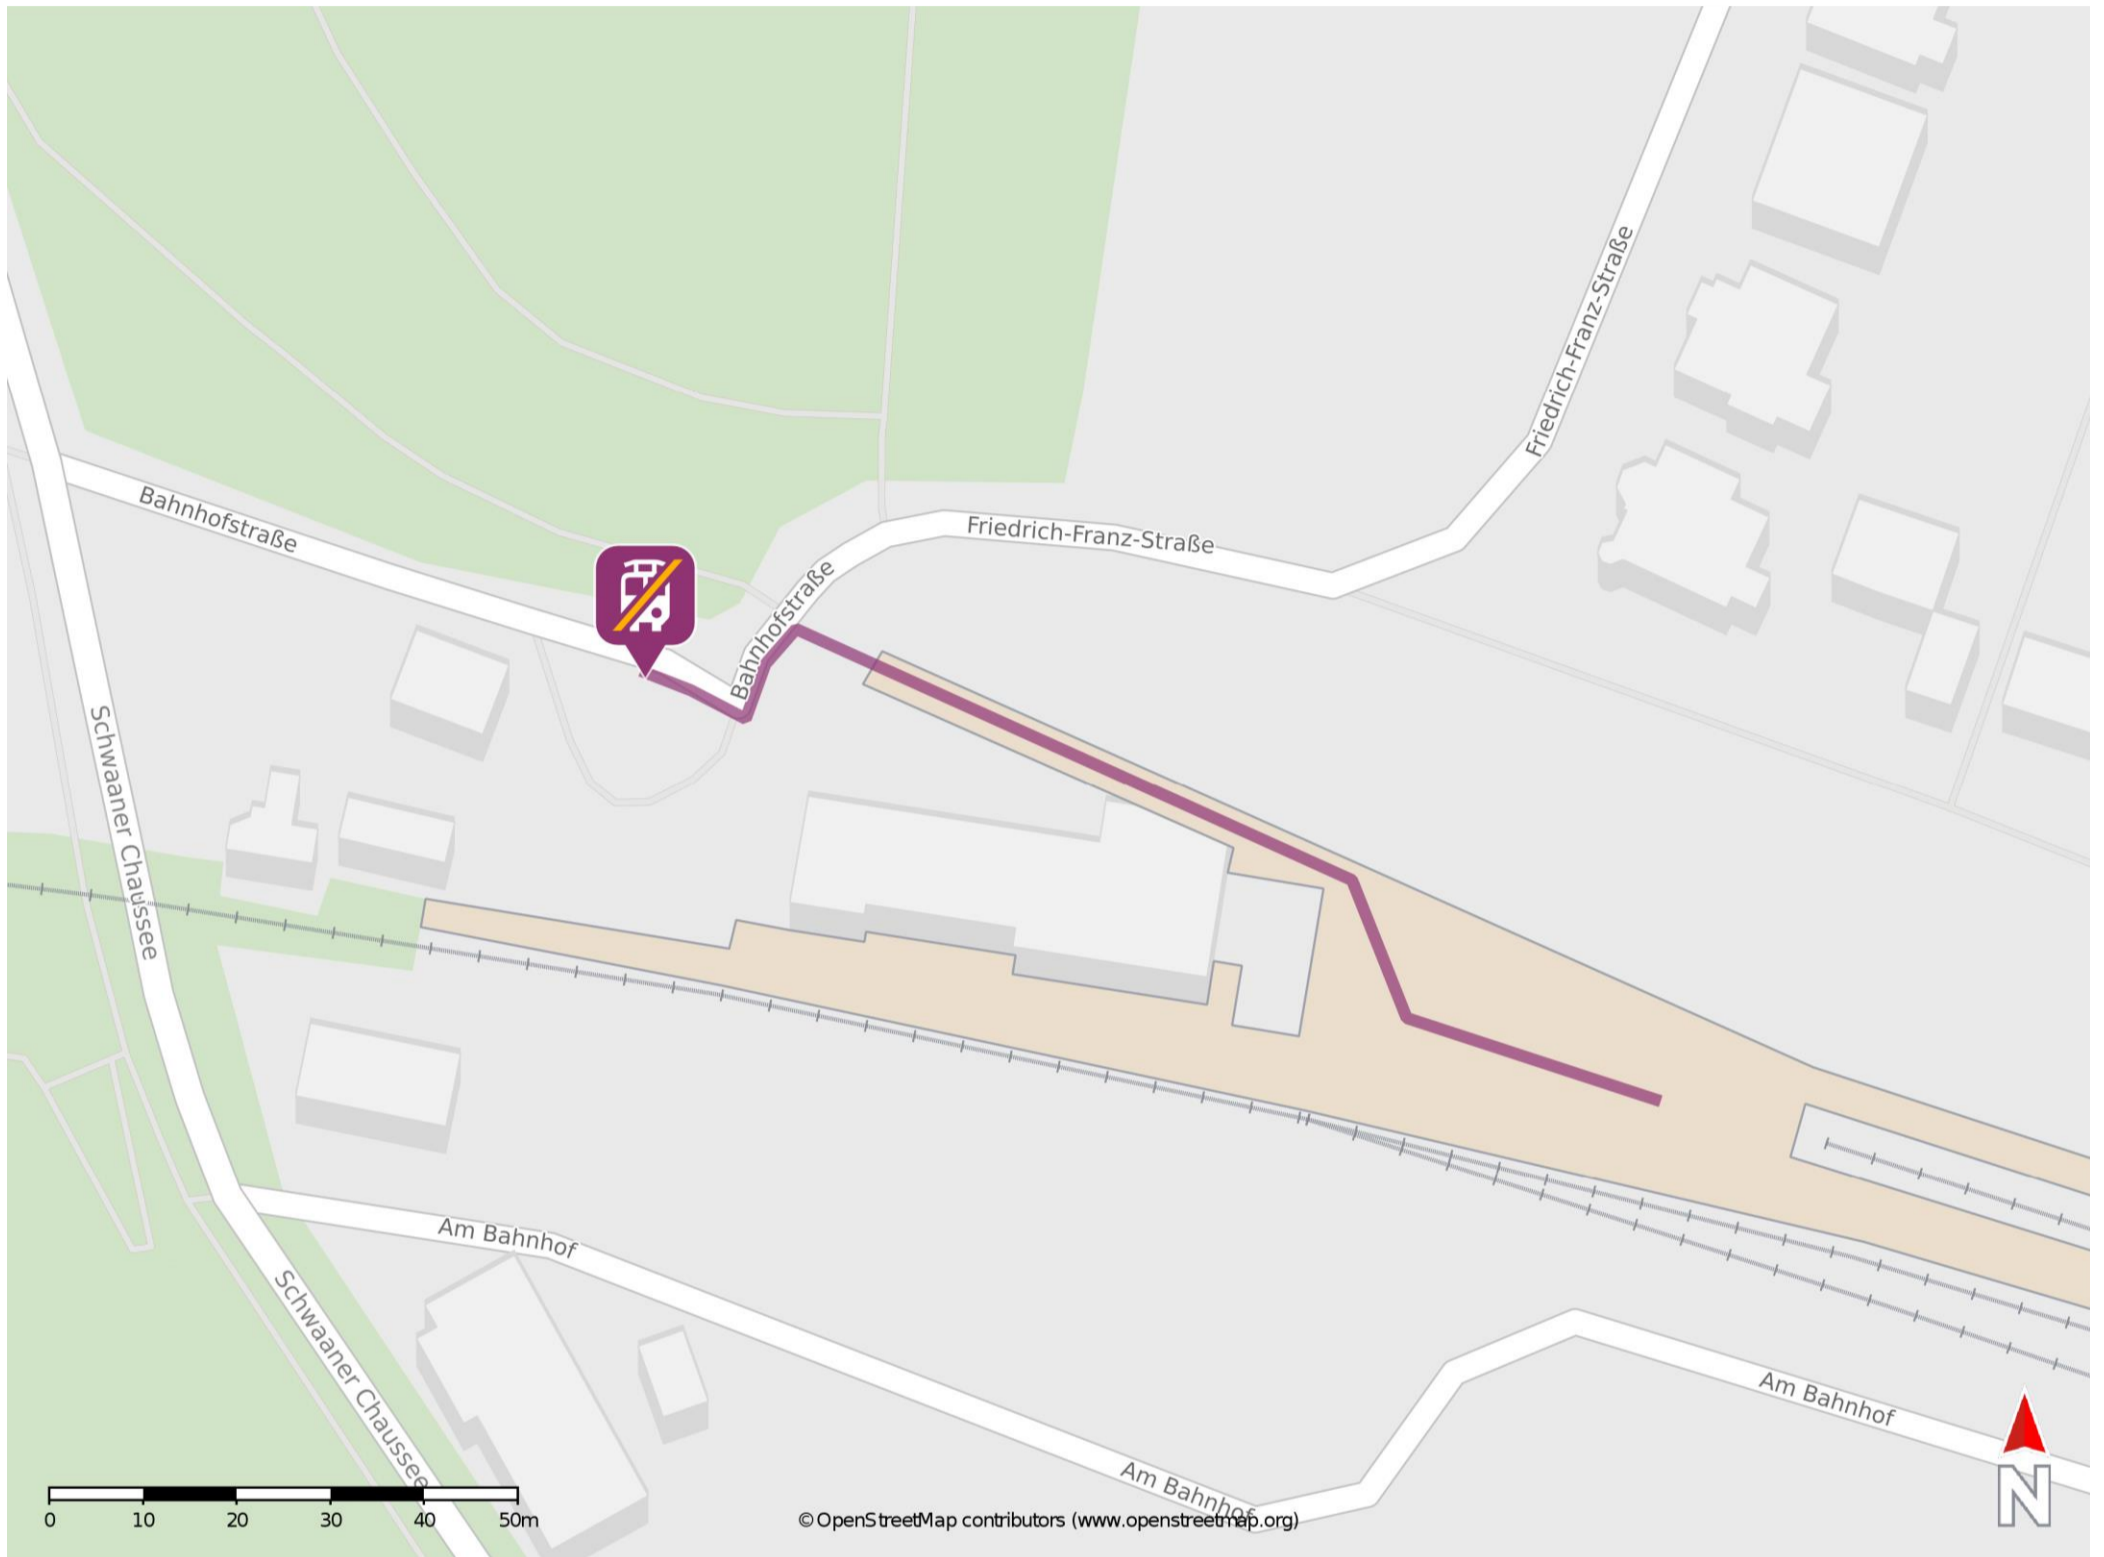 Friedrich-Franz-Straße
Bahnhofstraße
Friedrich-Franz-Straße
Bahnhofstraße
Schwaaner Chaussee
Am Bahnhof
Schwaaner Chaussee
Am Bahnhof
Am Bahnhof
N
0 10 20 30 40 50m
© OpenStreetMap contributors (www.openstreetmap.org)